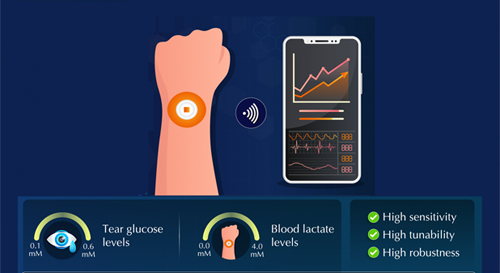 888
888
888
Tear glucose
levels
0.1
mM
0.6
mM
Blood lactate
levels
0.0
mM
4.0
mM
High sensitivity
High tunability
High robustness